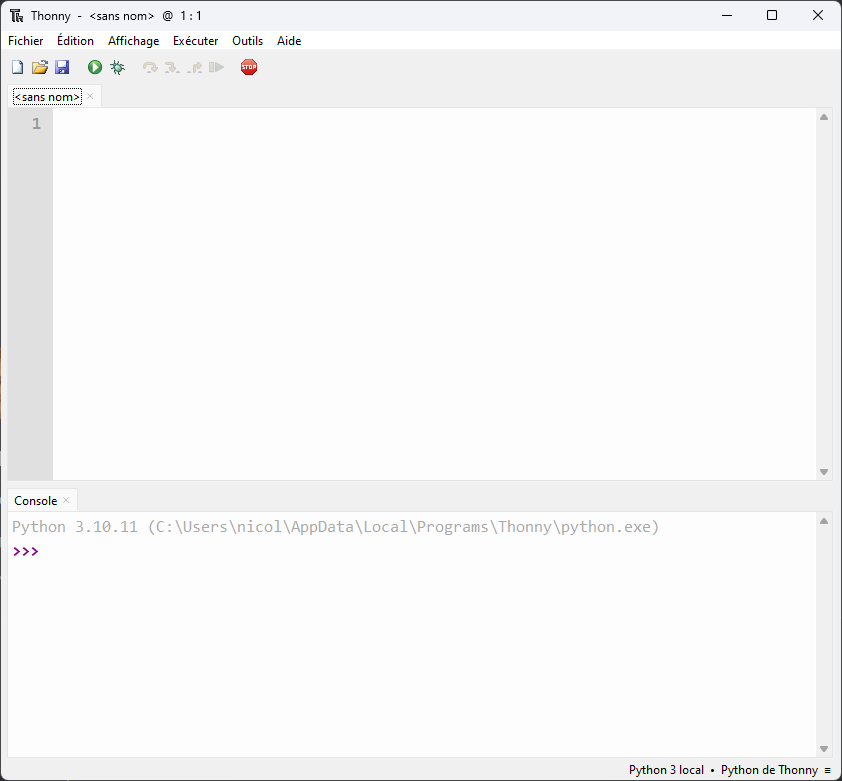 Thonny - <sans nom> @ 1 : 1
Fichier Édition Affichage Exécuter Outils Aide
STOP
<sans nom>
1
Console
Python 3.10.11 (C:\Users\nicol\AppData\Local\Programs\Thonny\python.exe)
>>>
Python 3 local • Python de Thonny ≡